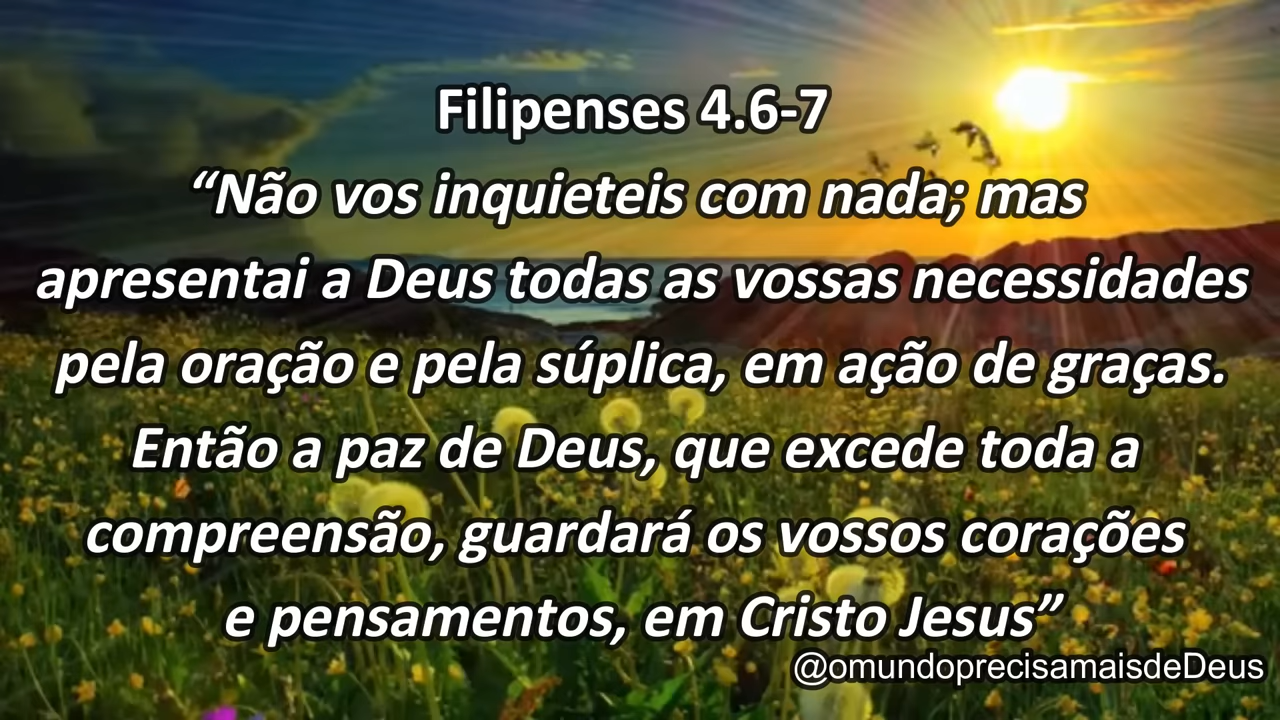 Filipenses 4.6-7
“Não vos inquieteis com nada; mas
apresentai a Deus todas as vossas necessidades
pela oração e pela súplica, em ação de graças.
Então a paz de Deus, que excede toda a
compreensão, guardará os vossos corações
e pensamentos, em Cristo Jesus”
@omundoprecisamaisdeDeus